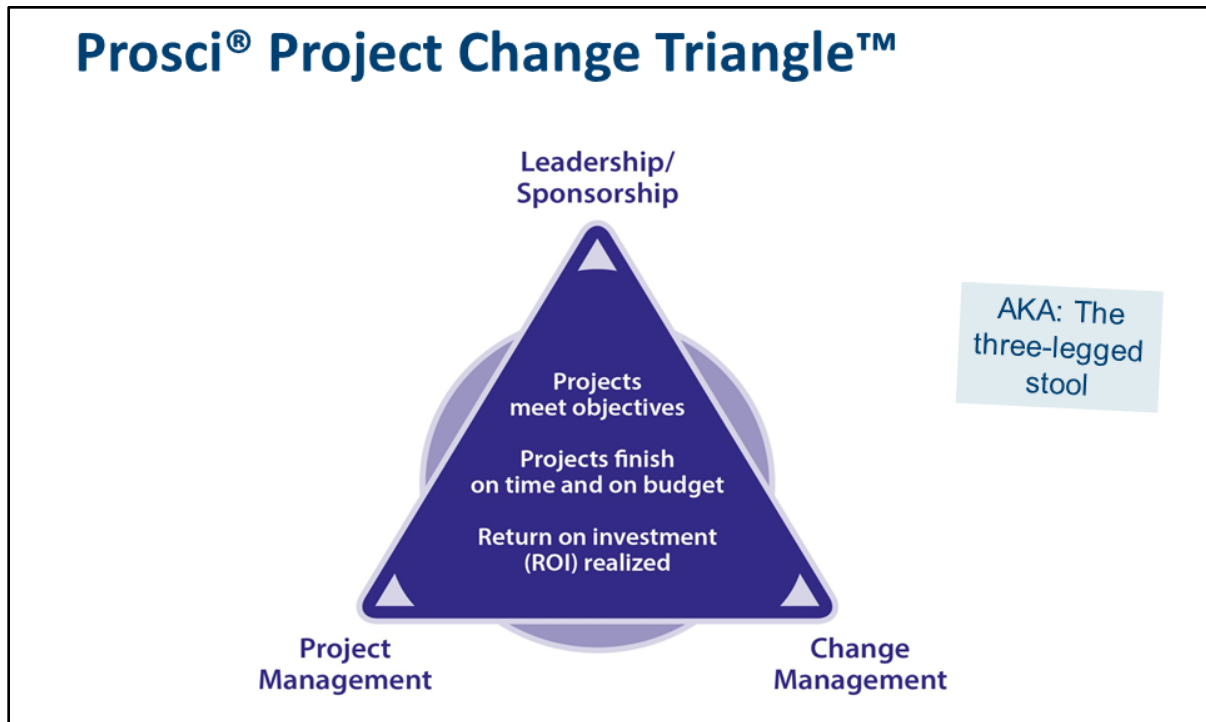 Prosci® Project Change Triangle™
Leadership/
Sponsorship
AKA: The
three-legged
stool
Projects
meet objectives
Projects finish
on time and on budget
Return on investment
(ROI) realized
Project
Management
Change
Management